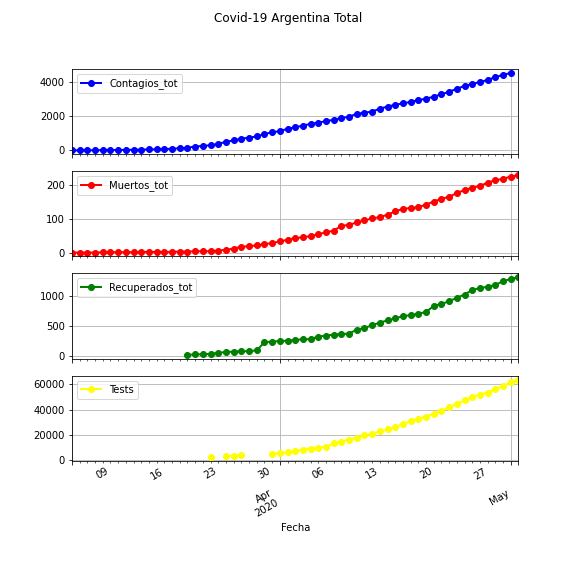 Covid-19 Argentina Total
Contagios_tot
4000
2000
0
Muertos_tot
200
100
0
Recuperados_tot
1000
500
0
Tests
60000
40000
20000
0
09 16 23 30 06 13 20 27
Apr May
2020
Fecha